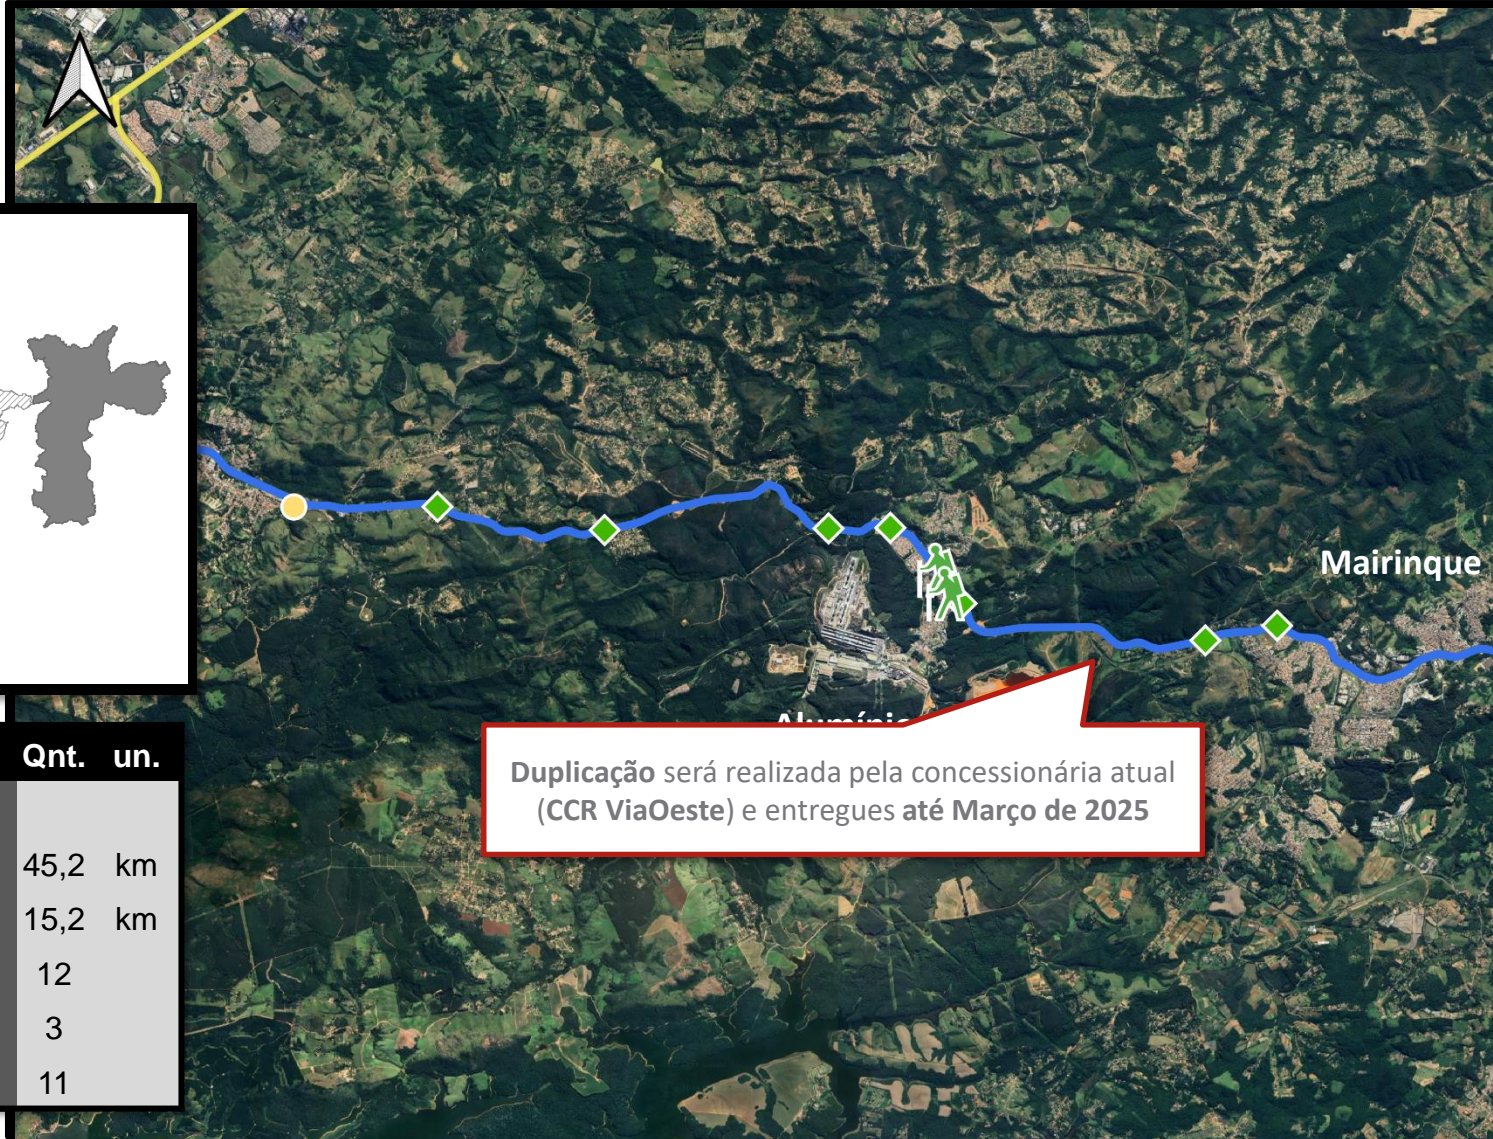 Mairinque
Duplicação será realizada pela concessionária atual
(CCR ViaOeste) e entregues até Março de 2025
Qnt. un.
45,2 km
15,2 km
12
3
11